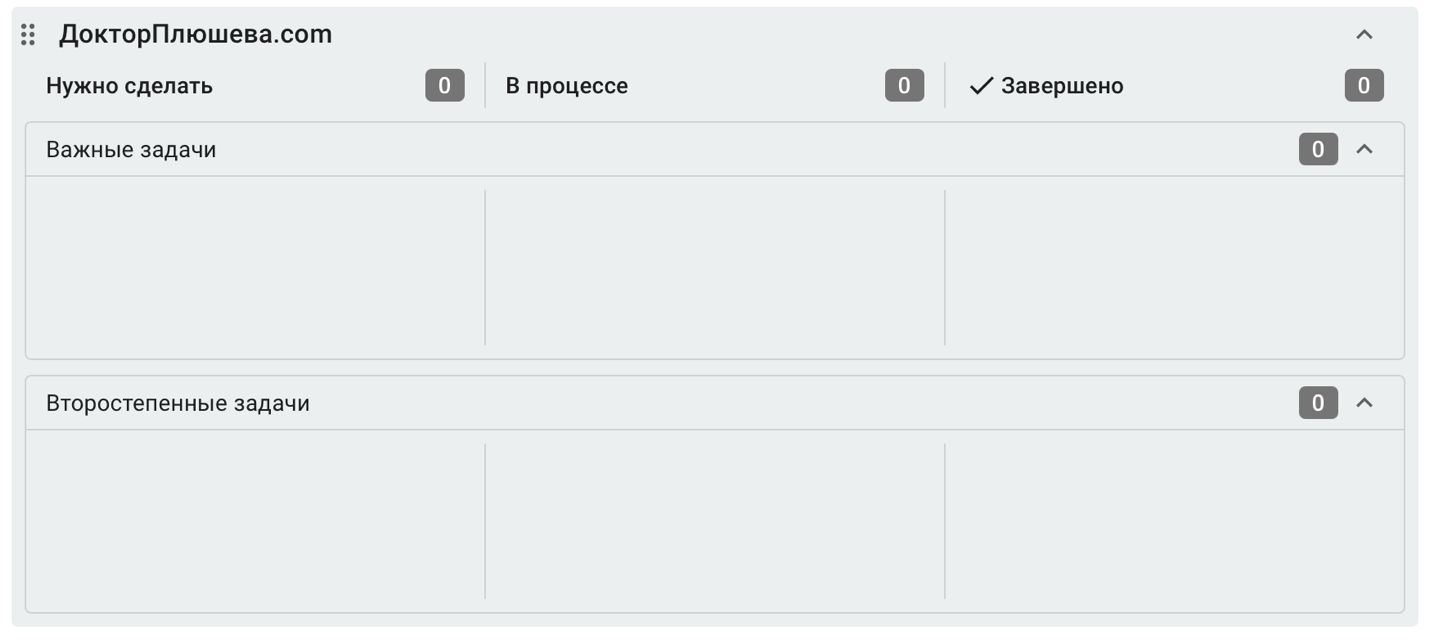 ДокторПлюшева.com
Нужно сделать 0 В процессе 0 Завершено 0
Важные задачи 0
Второстепенные задачи 0